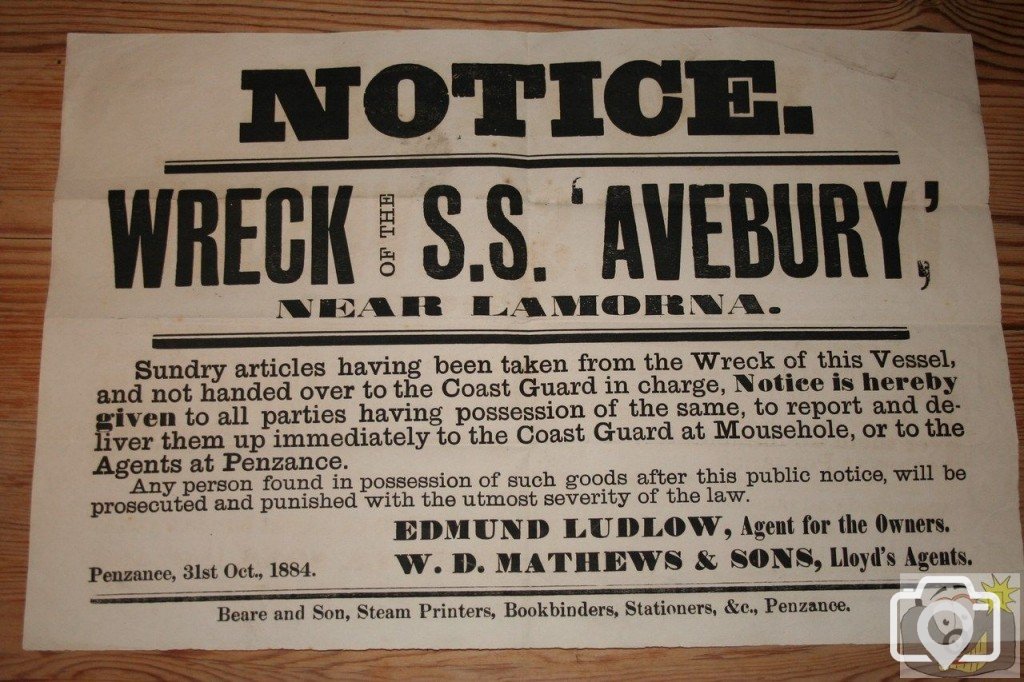 NOTICE.
WRECK OF THE S.S. 'AVEBURY,'
NEAR LAMORNA.
Sundry articles having been taken from the Wreck of this Vessel,
and not handed over to the Coast Guard in charge, Notice is hereby
given to all parties having possession of the same, to report and de-
liver them up immediately to the Coast Guard at Mousehole, or to the
Agents at Penzance.
Any person found in possession of such goods after this public notice, will be
prosecuted and punished with the utmost severity of the law.
EDMUND LUDLOW, Agent for the Owners.
W. D. MATHEWS & SONS, Lloyd's Agents.
Penzance, 31st Oct., 1884.
Beare and Son, Steam Printers, Bookbinders, Stationers, &c., Penzance.